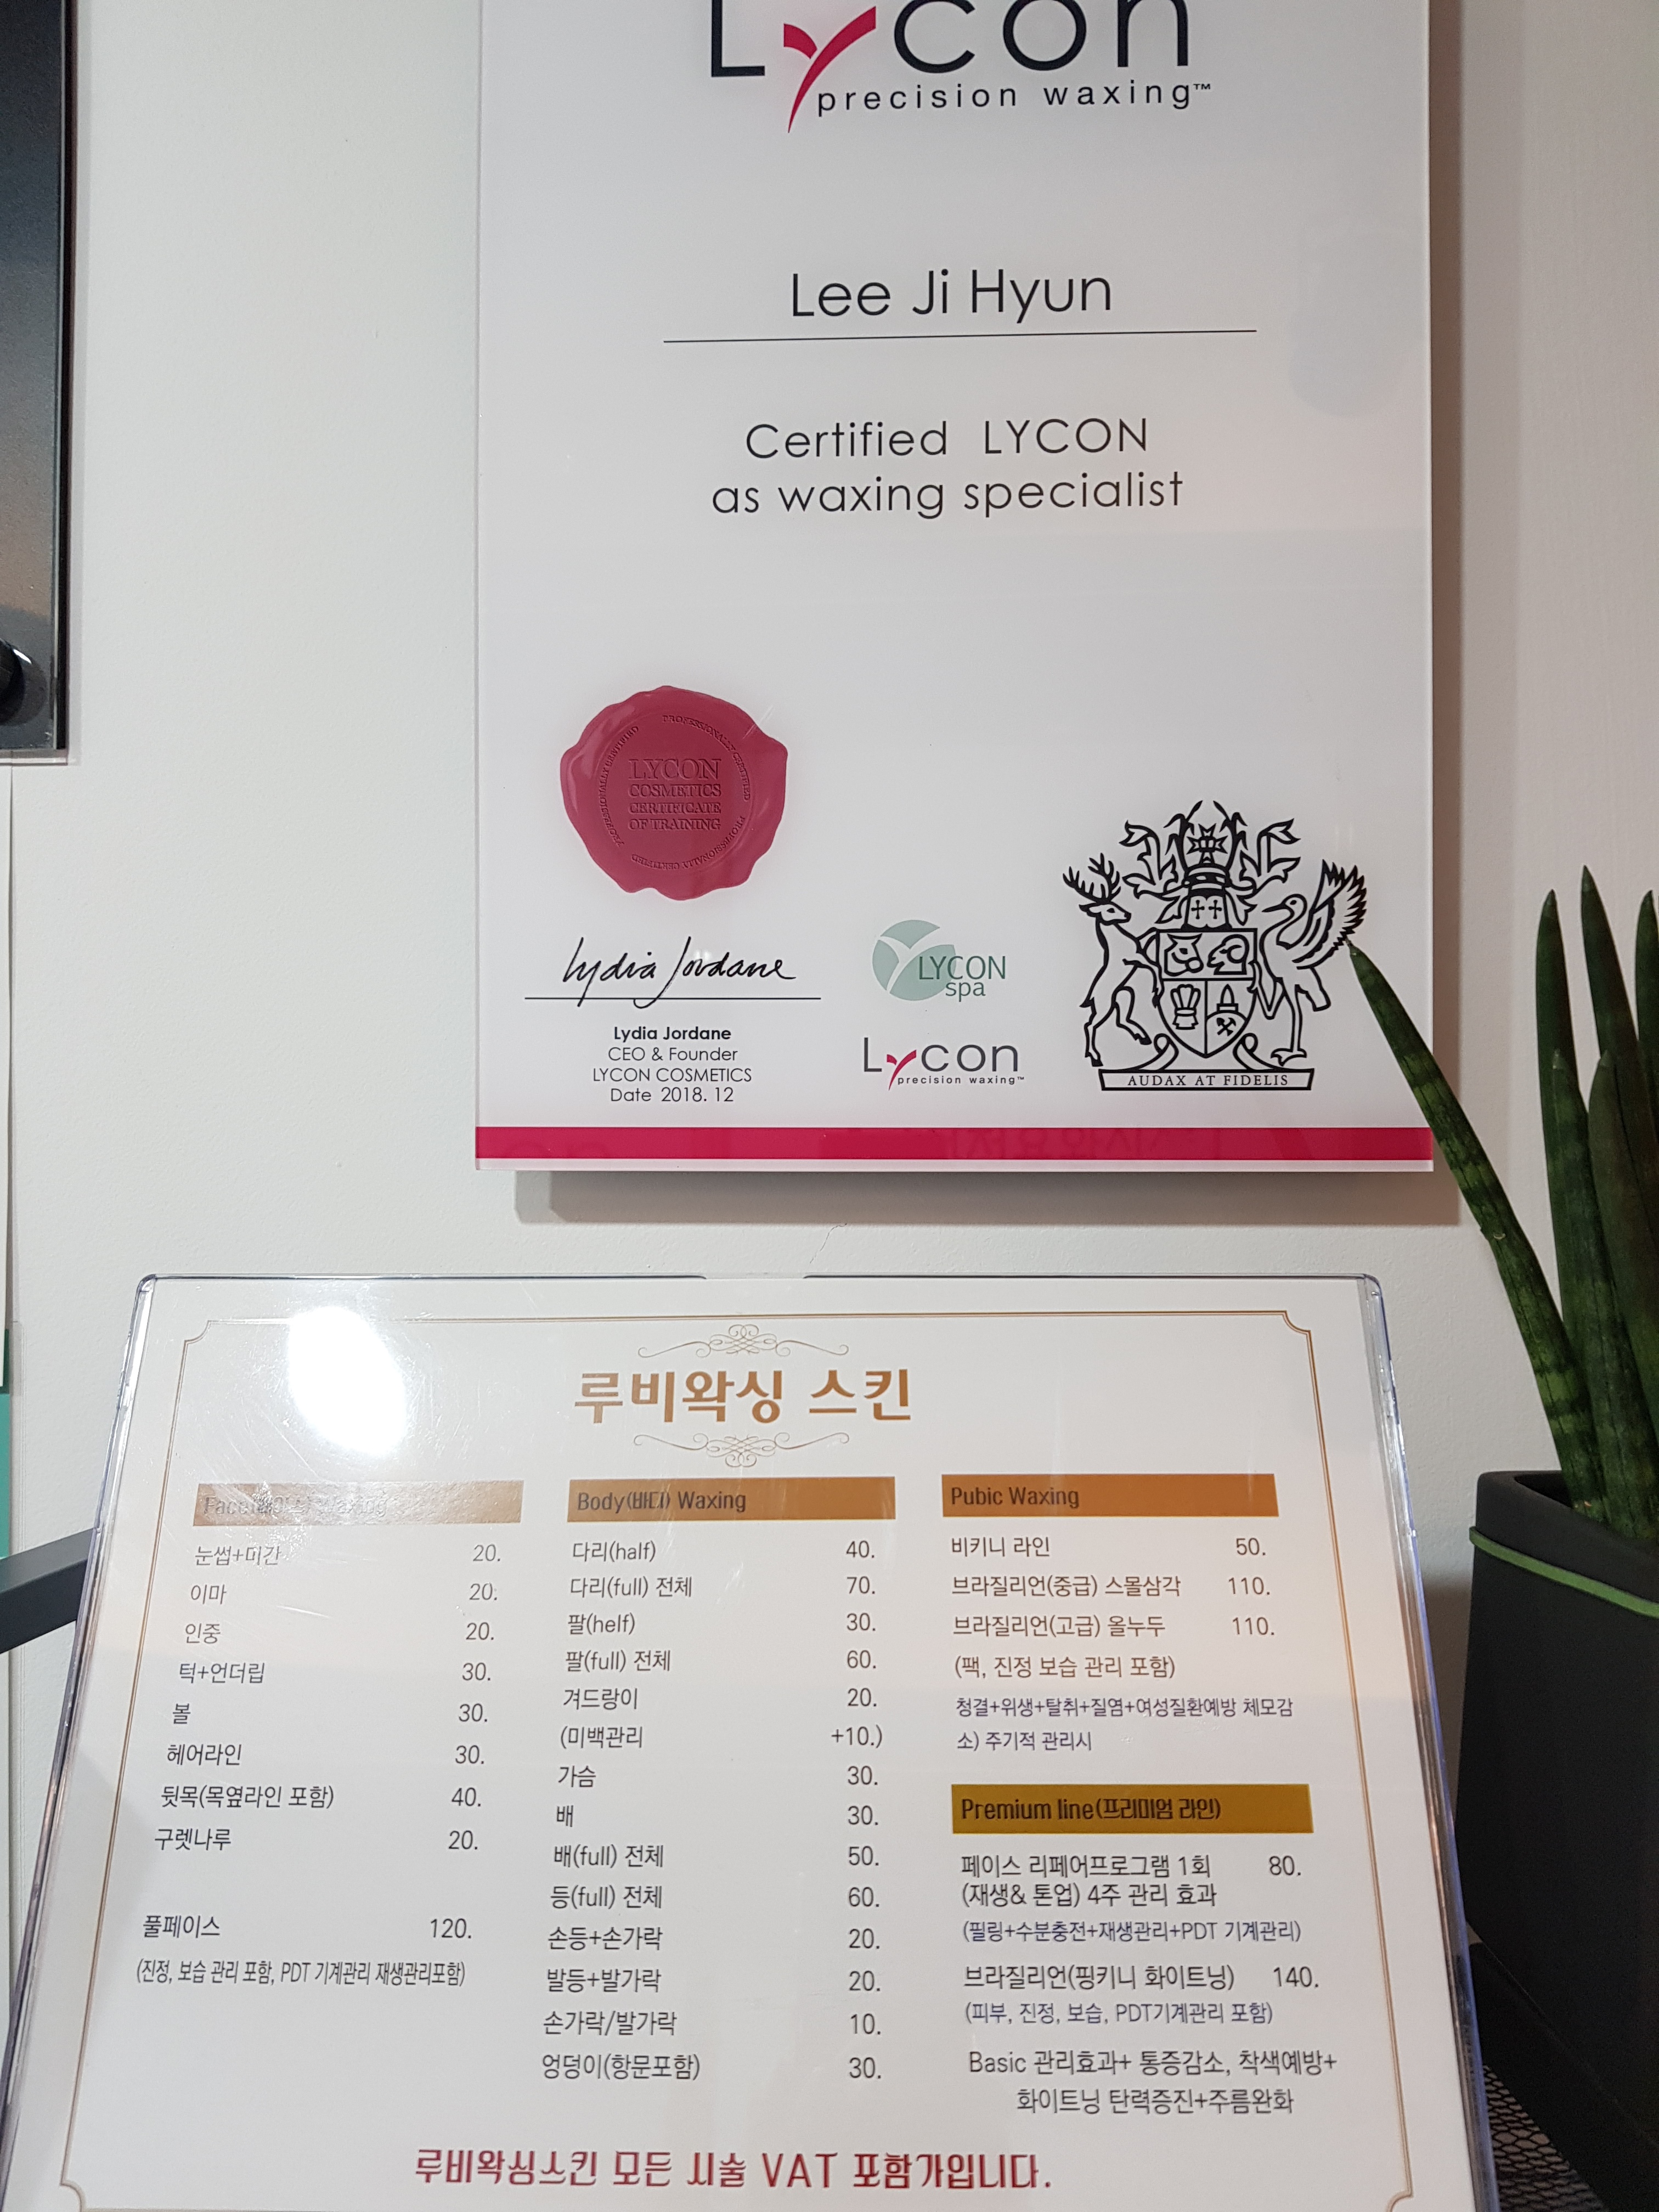 Lycon
precision waxing™
Lee Ji Hyun
Certified LYCON
as waxing specialist
PROFESSIONALLY CERTIFIED PROFESSIONALLY CERTIFIED PROFESSIONALLY CERTIFIED
LYCON
COSMETICS
CERTIFICATE
OF TRAINING
Lydia Jordane
Lydia Jordane
CEO & Founder
LYCON COSMETICS
Date 2018. 12
LYCON
spa
Lycon
precision waxing™
AUDAX AT FIDELIS
루비왁싱 스킨
Face(페이스) Waxing
눈썹+미간 20.
이마 20.
인중 20.
턱+언더립 30.
볼 30.
헤어라인 30.
뒷목(목옆라인 포함) 40.
구렛나루 20.
풀페이스 120.
(진정, 보습 관리 포함, PDT 기계관리 재생관리포함)
Body(바디) Waxing
다리(half) 40.
다리(full) 전체 70.
팔(helf) 30.
팔(full) 전체 60.
겨드랑이 20.
(미백관리 +10.)
가슴 30.
배 30.
배(full) 전체 50.
등(full) 전체 60.
손등+손가락 20.
발등+발가락 20.
손가락/발가락 10.
엉덩이(항문포함) 30.
Pubic Waxing
비키니 라인 50.
브라질리언(중급) 스몰삼각 110.
브라질리언(고급) 올누두 110.
(팩, 진정 보습 관리 포함)
청결+위생+탈취+질염+여성질환예방 체모감
소) 주기적 관리시
Premium line(프리미엄 라인)
페이스 리페어프로그램 1회 80.
(재생& 톤업) 4주 관리 효과
(필링+수분충전+재생관리+PDT 기계관리)
브라질리언(핑키니 화이트닝) 140.
(피부, 진정, 보습, PDT기계관리 포함)
Basic 관리효과+ 통증감소, 착색예방+
화이트닝 탄력증진+주름완화
루비왁싱스킨 모든 시술 VAT 포함가입니다.